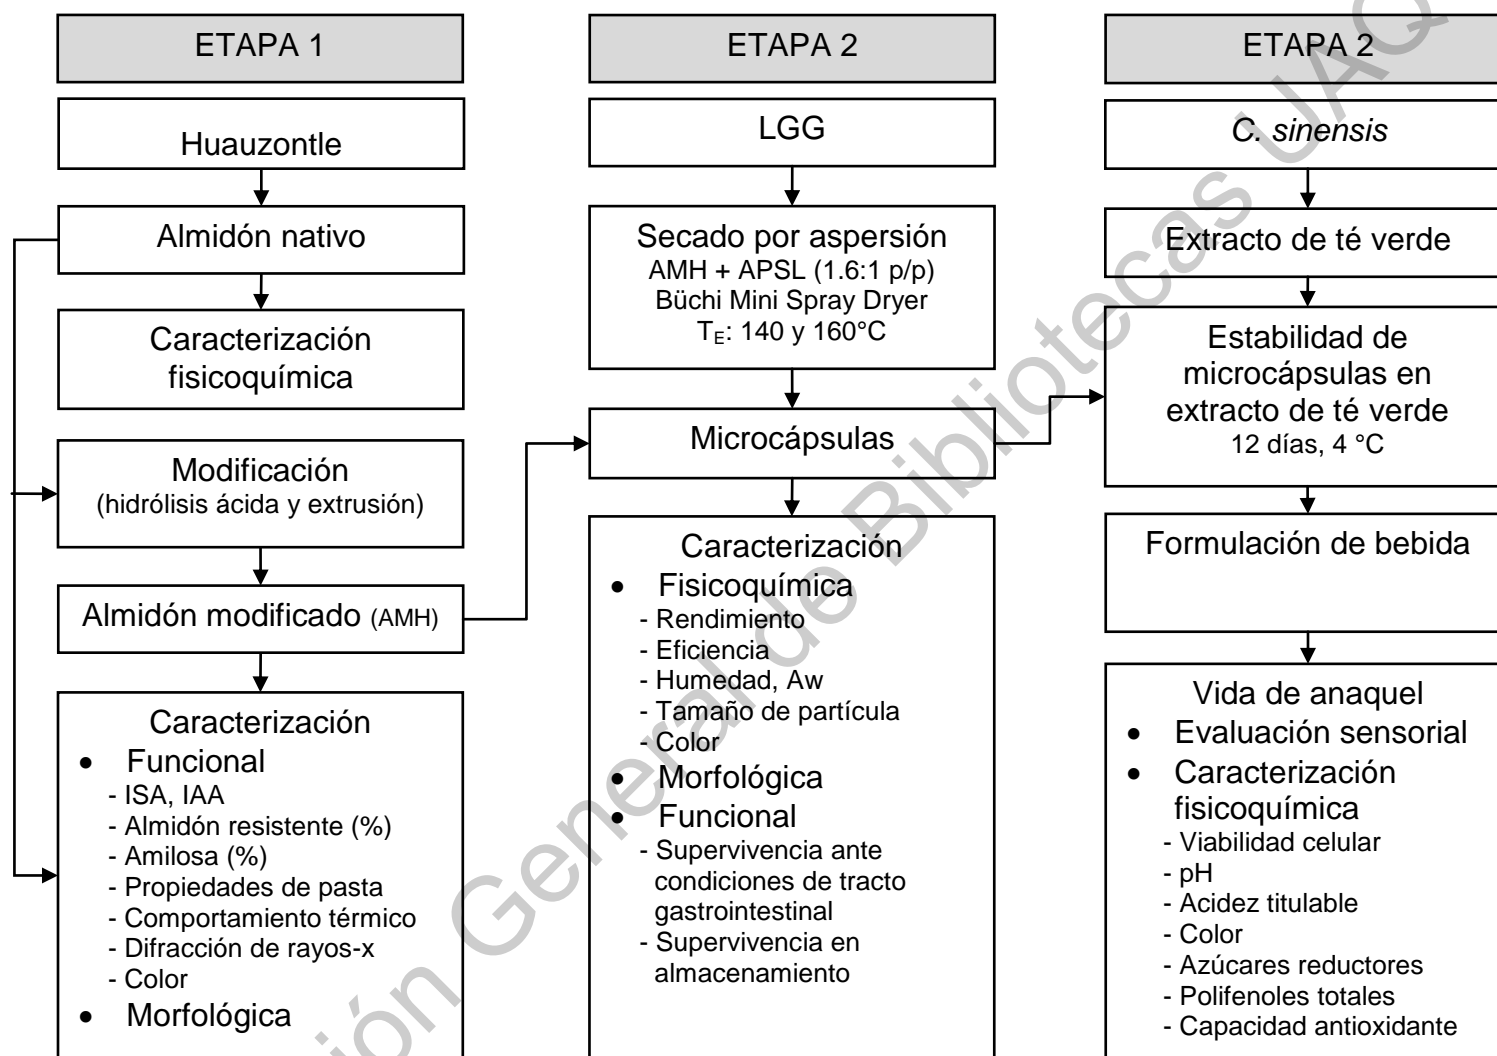 ETAPA 1
Huauzontle
Almidón nativo
Caracterización
fisicoquímica
Modificación
(hidrólisis ácida y extrusión)
Almidón modificado (AMH)
Caracterización
• Funcional
- ISA, IAA
- Almidón resistente (%)
- Amilosa (%)
- Propiedades de pasta
- Comportamiento térmico
- Difracción de rayos-x
- Color
• Morfológica
ETAPA 2
LGG
Secado por aspersión
AMH + APSL (1.6:1 p/p)
Büchi Mini Spray Dryer
TE: 140 y 160°C
Microcápsulas
Caracterización
• Fisicoquímica
- Rendimiento
- Eficiencia
- Humedad, Aw
- Tamaño de partícula
- Color
• Morfológica
• Funcional
- Supervivencia ante
condiciones de tracto
gastrointestinal
- Supervivencia en
almacenamiento
ETAPA 2
C. sinensis
Extracto de té verde
Estabilidad de
microcápsulas en
extracto de té verde
12 días, 4 °C
Formulación de bebida
Vida de anaquel
• Evaluación sensorial
• Caracterización
fisicoquímica
- Viabilidad celular
- pH
- Acidez titulable
- Color
- Azúcares reductores
- Polifenoles totales
- Capacidad antioxidante
General de Bibliotecas UAQ